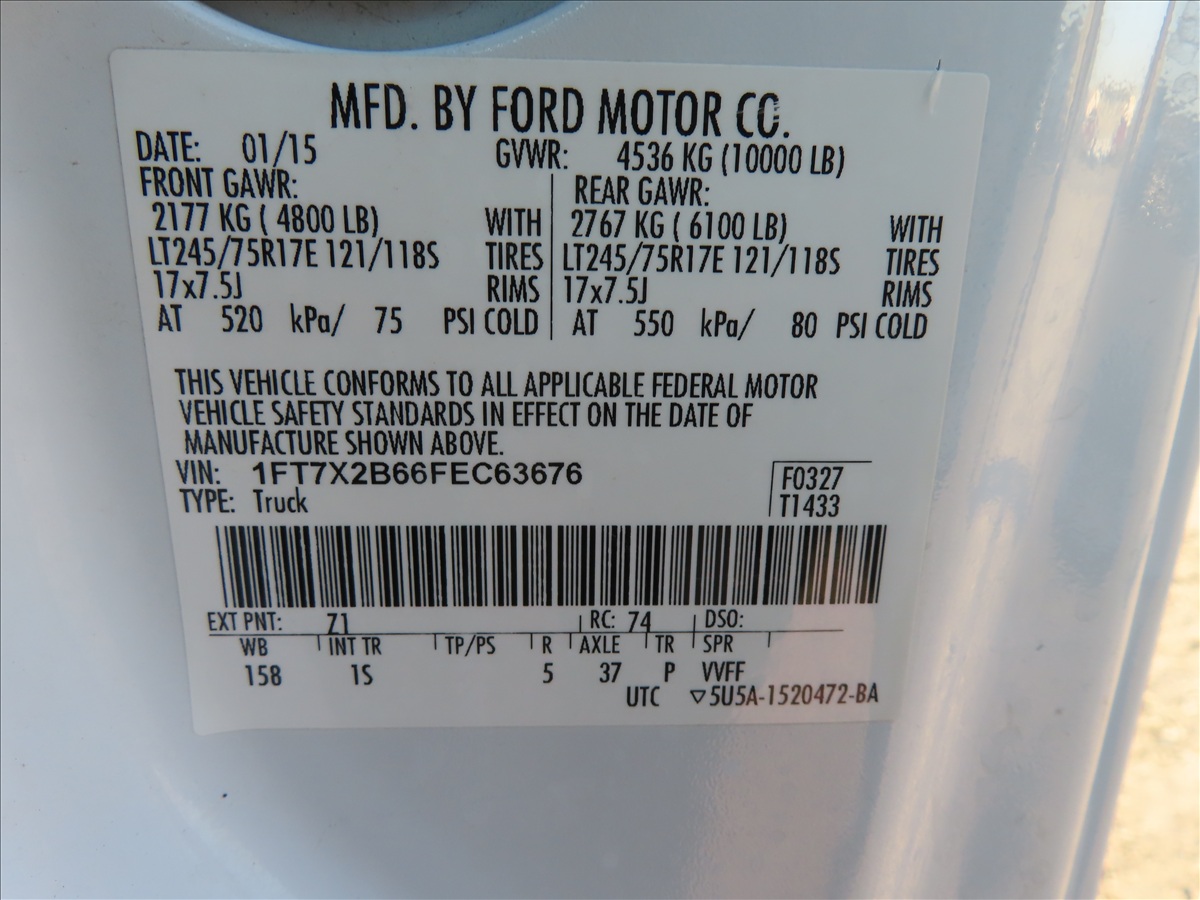 MFD. BY FORD MOTOR CO.
DATE: 01/15 GVWR: 4536 KG (10000 LB)
FRONT GAWR: REAR GAWR:
2177 KG ( 4800 LB) WITH 2767 KG ( 6100 LB) WITH
LT245/75R17E 121/118S TIRES LT245/75R17E 121/118S TIRES
17x7.5J RIMS 17x7.5J RIMS
AT 520 kPa/ 75 PSI COLD AT 550 kPa/ 80 PSI COLD
THIS VEHICLE CONFORMS TO ALL APPLICABLE FEDERAL MOTOR
VEHICLE SAFETY STANDARDS IN EFFECT ON THE DATE OF
MANUFACTURE SHOWN ABOVE.
VIN: 1FT7X2B66FEC63676 F0327
TYPE: Truck T1433
EXT PNT: Z1 RC: 74 DSO:
WB INT TR TP/PS R AXLE TR SPR
158 1S 5 37 P VVFF
UTC ▽5U5A-1520472-BA